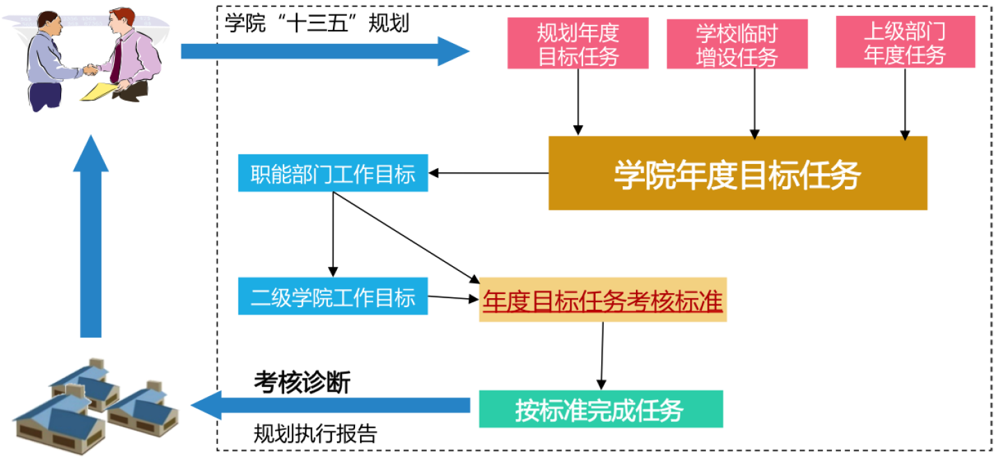 学院“十三五”规划
规划年度
目标任务
学校临时
增设任务
上级部门
年度任务
学院年度目标任务
职能部门工作目标
二级学院工作目标
年度目标任务考核标准
考核诊断
按标准完成任务
规划执行报告